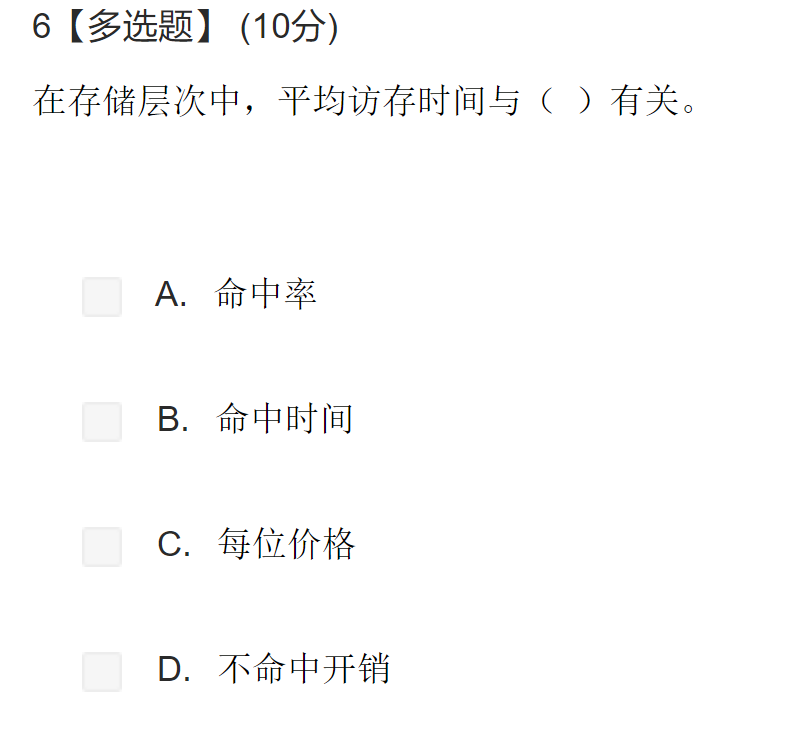 6【多选题】 (10分)
在存储层次中，平均访存时间与（ ）有关。
A. 命中率
B. 命中时间
C. 每位价格
D. 不命中开销